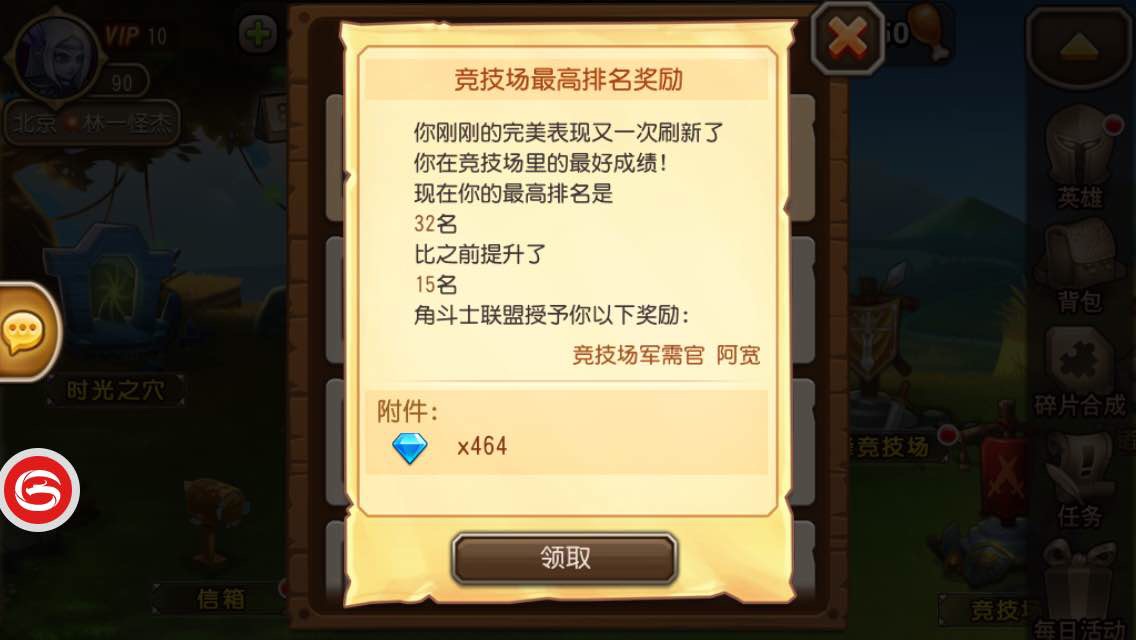 VIP 10
90
北京 林一怪杰
竞技场最高排名奖励
你刚刚的完美表现又一次刷新了
你在竞技场里的最好成绩!
现在你的最高排名是
32名
比之前提升了
15名
角斗士联盟授予你以下奖励:
竞技场军需官 阿宽
附件:
x464
领取
时光之穴
信箱
英雄
背包
碎片合成
竞技场
任务
竞技场
每日活动